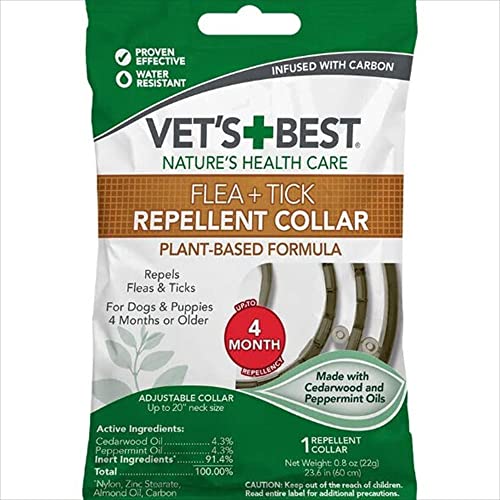 PROVEN
EFFECTIVE
WATER
RESISTANT
INFUSED WITH CARBON
VET'S+BEST®
NATURE'S HEALTH CARE
FLEA + TICK
REPELLENT COLLAR
PLANT-BASED FORMULA
Repels
Fleas & Ticks
For Dogs & Puppies
4 Months or Older
UP TO
4
MONTH
REPELLENCY
ADJUSTABLE COLLAR
Up to 20" neck size
Made with
Cedarwood and
Peppermint Oils
Active Ingredients:
Cedarwood Oil.................4.3%
Peppermint Oil................4.3%
Inert Ingredients*..........91.4%
Total...........................100.00%
*Nylon, Zinc Stearate,
Almond Oil, Carbon
1 REPELLENT
COLLAR
Net Weight: 0.8 oz (22g)
23.6 in (60 cm)
CAUTION: Keep out of the reach of children.
Read entire label for additional precautions.